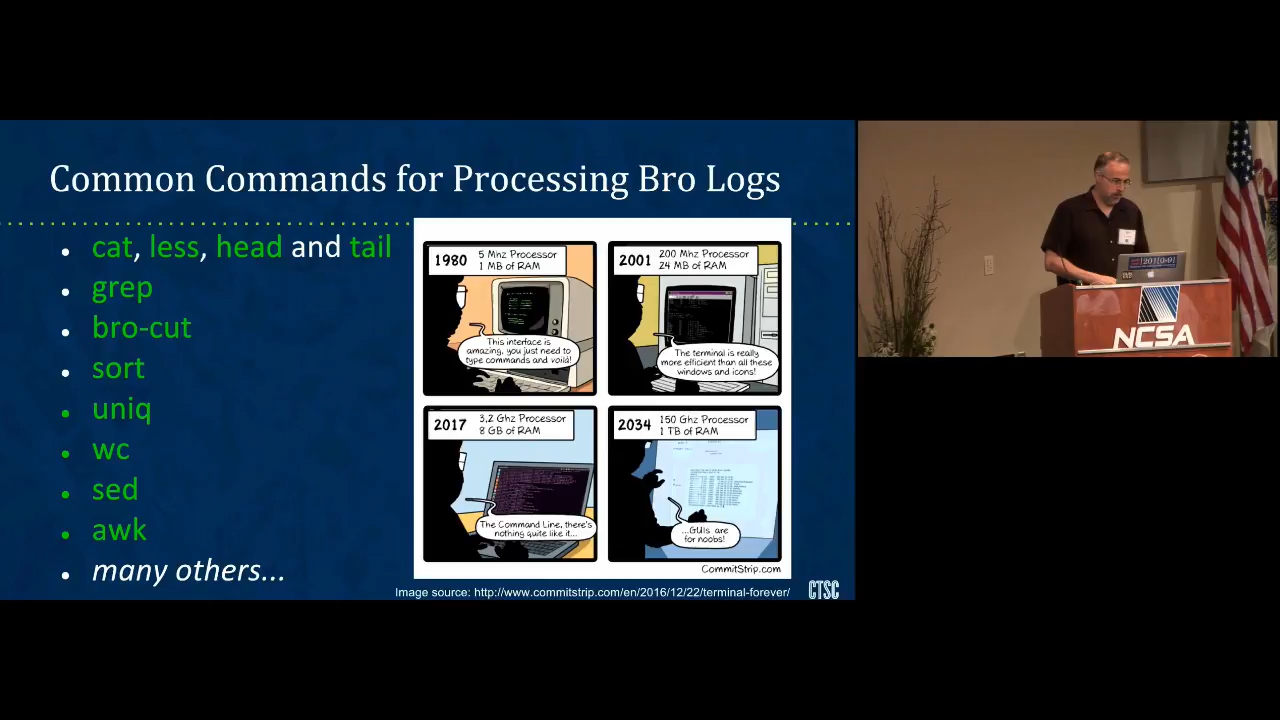 Common Commands for Processing Bro Logs
cat, less, head and tail
grep
bro-cut
sort
uniq
wc
sed
awk
many others...
1980
5 Mhz Processor
1 MB of RAM
This interface is
amazing, you just need to
type commands and voilà!
2001
200 Mhz Processor
24 MB of RAM
The terminal is really
more efficient than all these
windows and icons!
2017
3,2 Ghz Processor
8 GB of RAM
The Command Line, there's
nothing quite like it...
2034
150 Ghz Processor
1 TB of RAM
...GUIs are
for noobs!
CommitStrip.com
Image source: http://www.commitstrip.com/en/2016/12/22/terminal-forever/
CTSC
NCSA